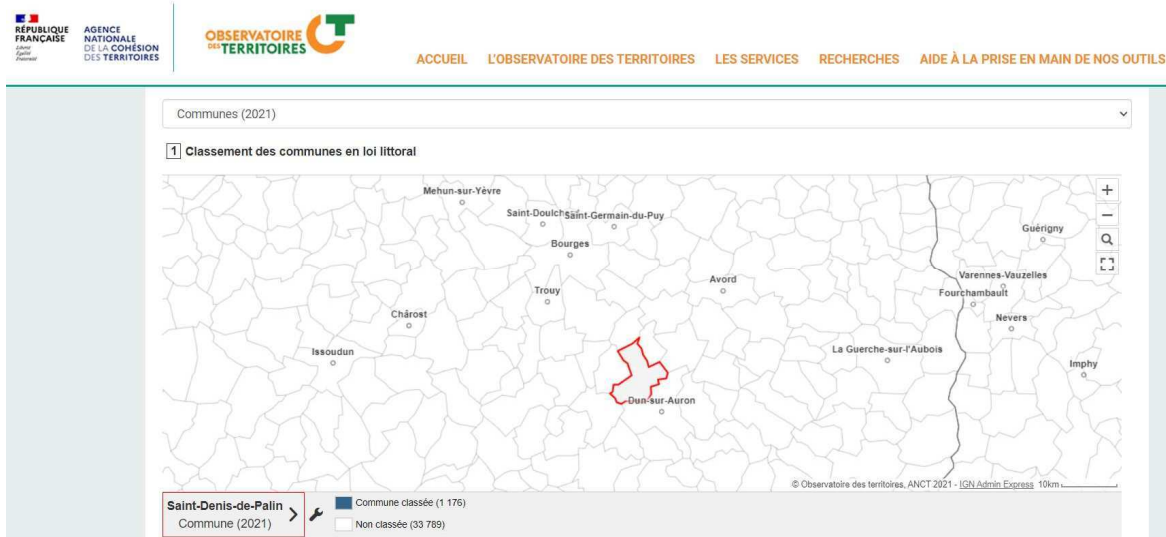 RÉPUBLIQUE
FRANÇAISE
Liberté
Égalité
Fraternité
AGENCE
NATIONALE
DE LA COHÉSION
DES TERRITOIRES
OBSERVATOIRE
DES TERRITOIRES
ACCUEIL L'OBSERVATOIRE DES TERRITOIRES LES SERVICES RECHERCHES AIDE À LA PRISE EN MAIN DE NOS OUTILS
Communes (2021)
1 Classement des communes en loi littoral
Mehun-sur-Yèvre
Saint-Doulch
Saint-Germain-du-Puy
Bourges
Guérigny
Avord
Varennes-Vauzelles
Trouy
Fourchambault
Chârost
Nevers
Issoudun
La Guerche-sur-l'Aubois
Imphy
Dun-sur-Auron
© Observatoire des territoires, ANCT 2021 - IGN Admin Express 10km
Saint-Denis-de-Palin
Commune (2021)
Commune classée (1 176)
Non classée (33 789)